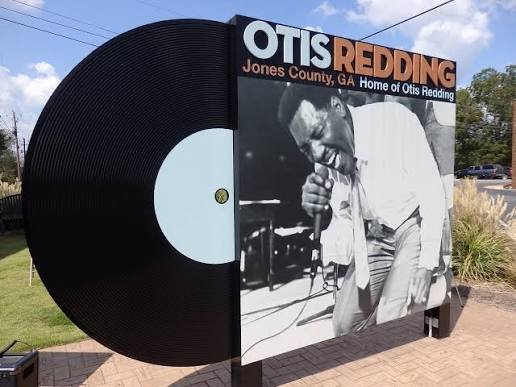 OTIS REDDING
Jones County, GA Home of Otis Redding